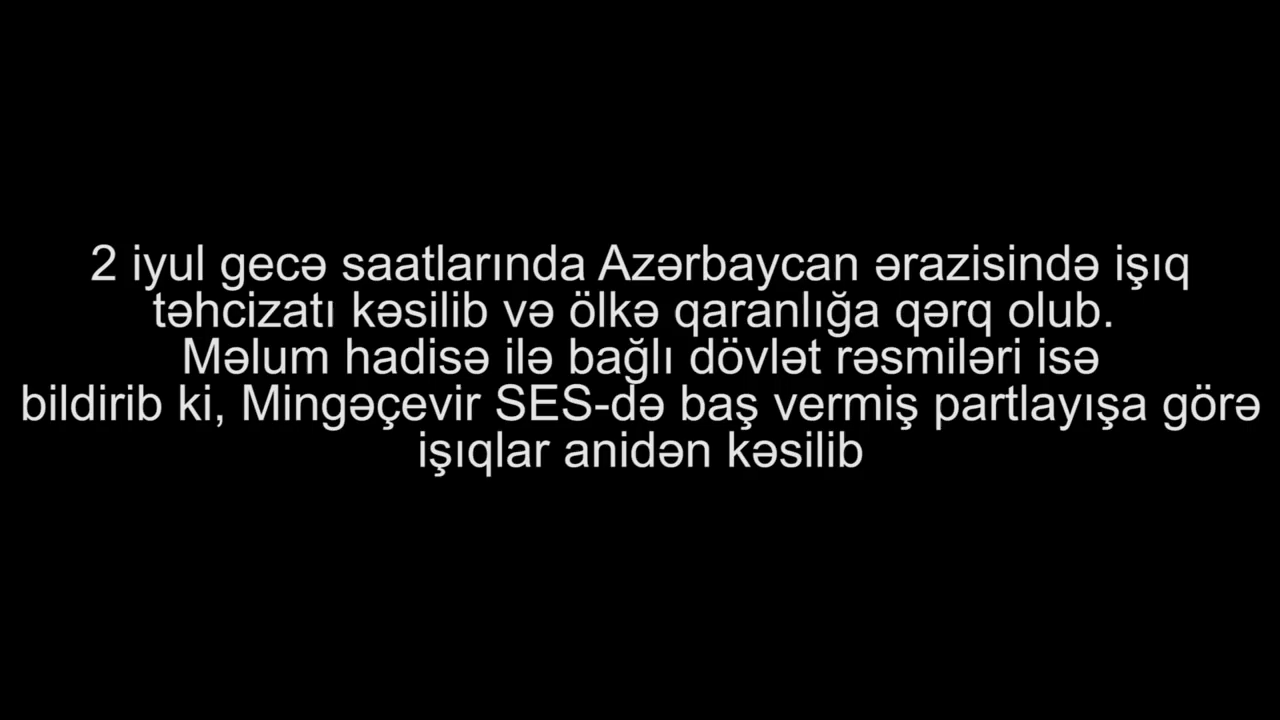 2 iyul gecə saatlarında Azərbaycan ərazisində işıq
təhcizatı kəsilib və ölkə qaranlığa qərq olub.
Məlum hadisə ilə bağlı dövlət rəsmiləri isə
bildirib ki, Mingəçevir SES-də baş vermiş partlayışa görə
işıqlar anidən kəsilib